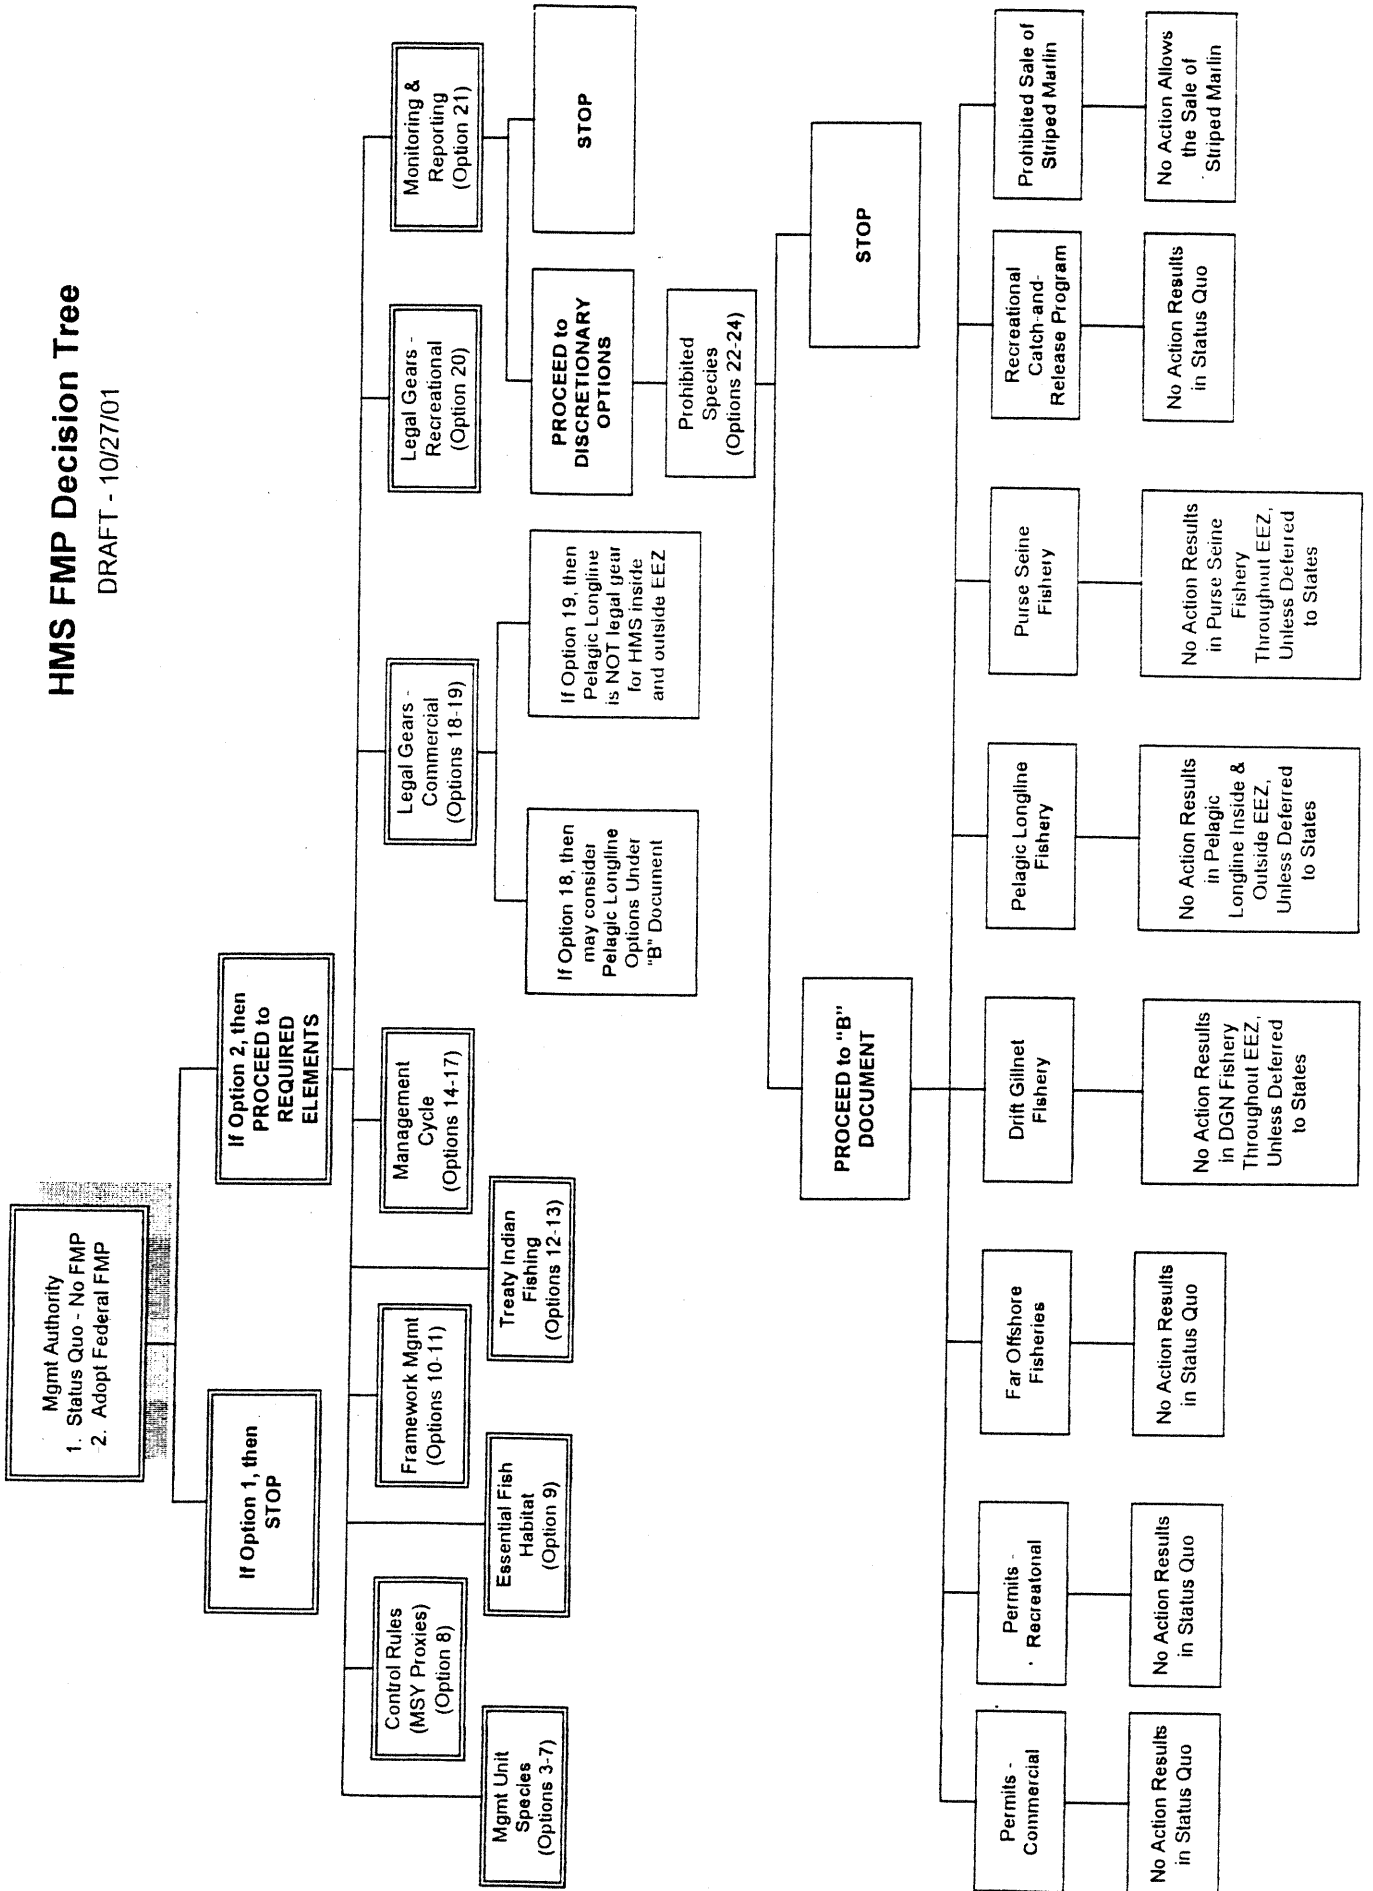 HMS FMP Decision Tree
DRAFT - 10/27/01
Mgmt Authority
1. Status Quo - No FMP
2. Adopt Federal FMP
If Option 1, then
STOP
If Option 2, then
PROCEED to
REQUIRED
ELEMENTS
Mgmt Unit
Species
(Options 3-7)
Control Rules
(MSY Proxies)
(Option 8)
Essential Fish
Habitat
(Option 9)
Framework Mgmt
(Options 10-11)
Treaty Indian
Fishing
(Options 12-13)
Management
Cycle
(Options 14-17)
Legal Gears -
Commercial
(Options 18-19)
Legal Gears -
Recreational
(Option 20)
Monitoring &
Reporting
(Option 21)
If Option 18, then
may consider
Pelagic Longline
Options Under
"B" Document
If Option 19, then
Pelagic Longline
is NOT legal gear
for HMS inside
and outside EEZ
PROCEED to
DISCRETIONARY
OPTIONS
STOP
Prohibited
Species
(Options 22-24)
PROCEED to "B"
DOCUMENT
STOP
Permits -
Commercial
Permits -
Recreatonal
Far Offshore
Fisheries
Drift Gillnet
Fishery
Pelagic Longline
Fishery
Purse Seine
Fishery
Recreational
Catch-and-
Release Program
Prohibited Sale of
Striped Marlin
No Action Results
in Status Quo
No Action Results
in Status Quo
No Action Results
in Status Quo
No Action Results
in DGN Fishery
Throughout EEZ,
Unless Deferred
to States
No Action Results
in Pelagic
Longline Inside &
Outside EEZ,
Unless Deferred
to States
No Action Results
in Purse Seine
Fishery
Throughout EEZ,
Unless Deferred
to States
No Action Results
in Status Quo
No Action Allows
the Sale of
Striped Marlin